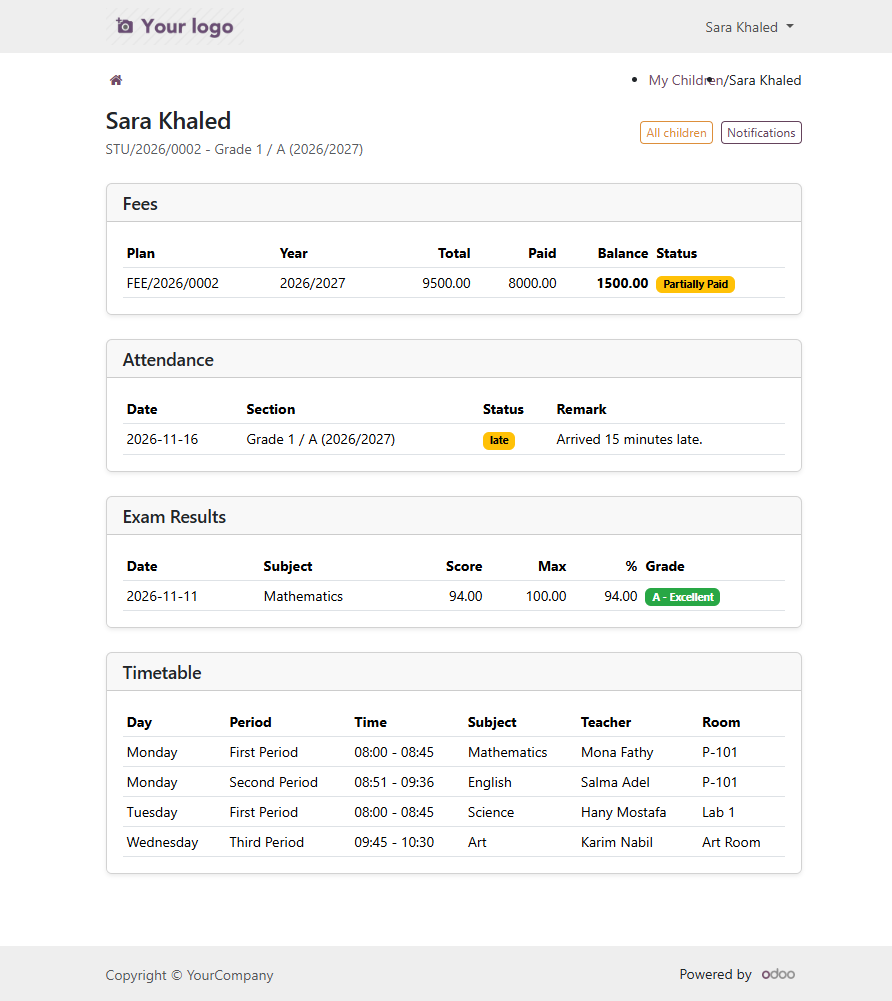 Your logo
Sara Khaled
My Children/Sara Khaled
Sara Khaled
All children Notifications
STU/2026/0002 - Grade 1 / A (2026/2027)
Fees
Plan Year Total Paid Balance Status
FEE/2026/0002 2026/2027 9500.00 8000.00 1500.00 Partially Paid
Attendance
Date Section Status Remark
2026-11-16 Grade 1 / A (2026/2027) late Arrived 15 minutes late.
Exam Results
Date Subject Score Max % Grade
2026-11-11 Mathematics 94.00 100.00 94.00 A - Excellent
Timetable
Day Period Time Subject Teacher Room
Monday First Period 08:00 - 08:45 Mathematics Mona Fathy P-101
Monday Second Period 08:51 - 09:36 English Salma Adel P-101
Tuesday First Period 08:00 - 08:45 Science Hany Mostafa Lab 1
Wednesday Third Period 09:45 - 10:30 Art Karim Nabil Art Room
Copyright © YourCompany
Powered by odoo